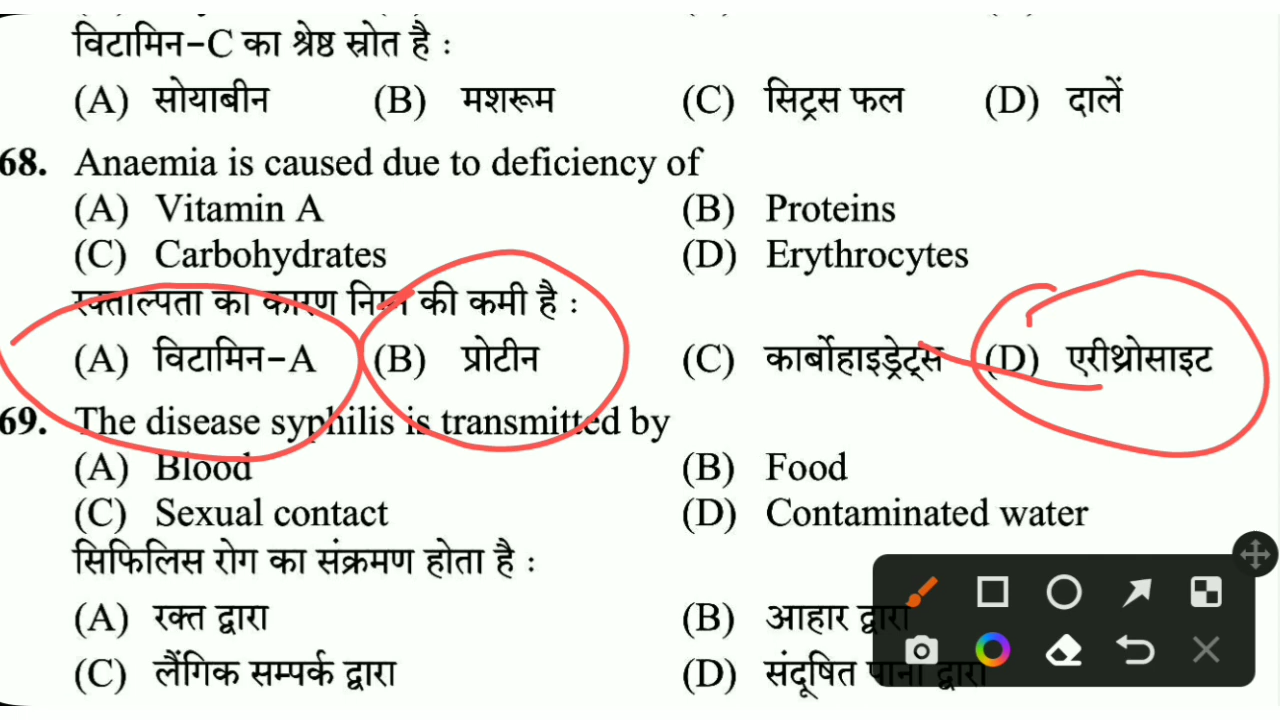 विटामिन-C का श्रेष्ठ स्रोत है :
(A) सोयाबीन (B) मशरूम (C) सिट्रस फल (D) दालें
68. Anaemia is caused due to deficiency of
(A) Vitamin A (B) Proteins
(C) Carbohydrates (D) Erythrocytes
रक्ताल्पता का कारण निम्न की कमी है :
(A) विटामिन-A (B) प्रोटीन (C) कार्बोहाइड्रेट्स (D) एरीथ्रोसाइट
69. The disease syphilis is transmitted by
(A) Blood (B) Food
(C) Sexual contact (D) Contaminated water
सिफिलिस रोग का संक्रमण होता है :
(A) रक्त द्वारा (B) आहार द्वारा
(C) लैंगिक सम्पर्क द्वारा (D) संदूषित पानी द्वारा